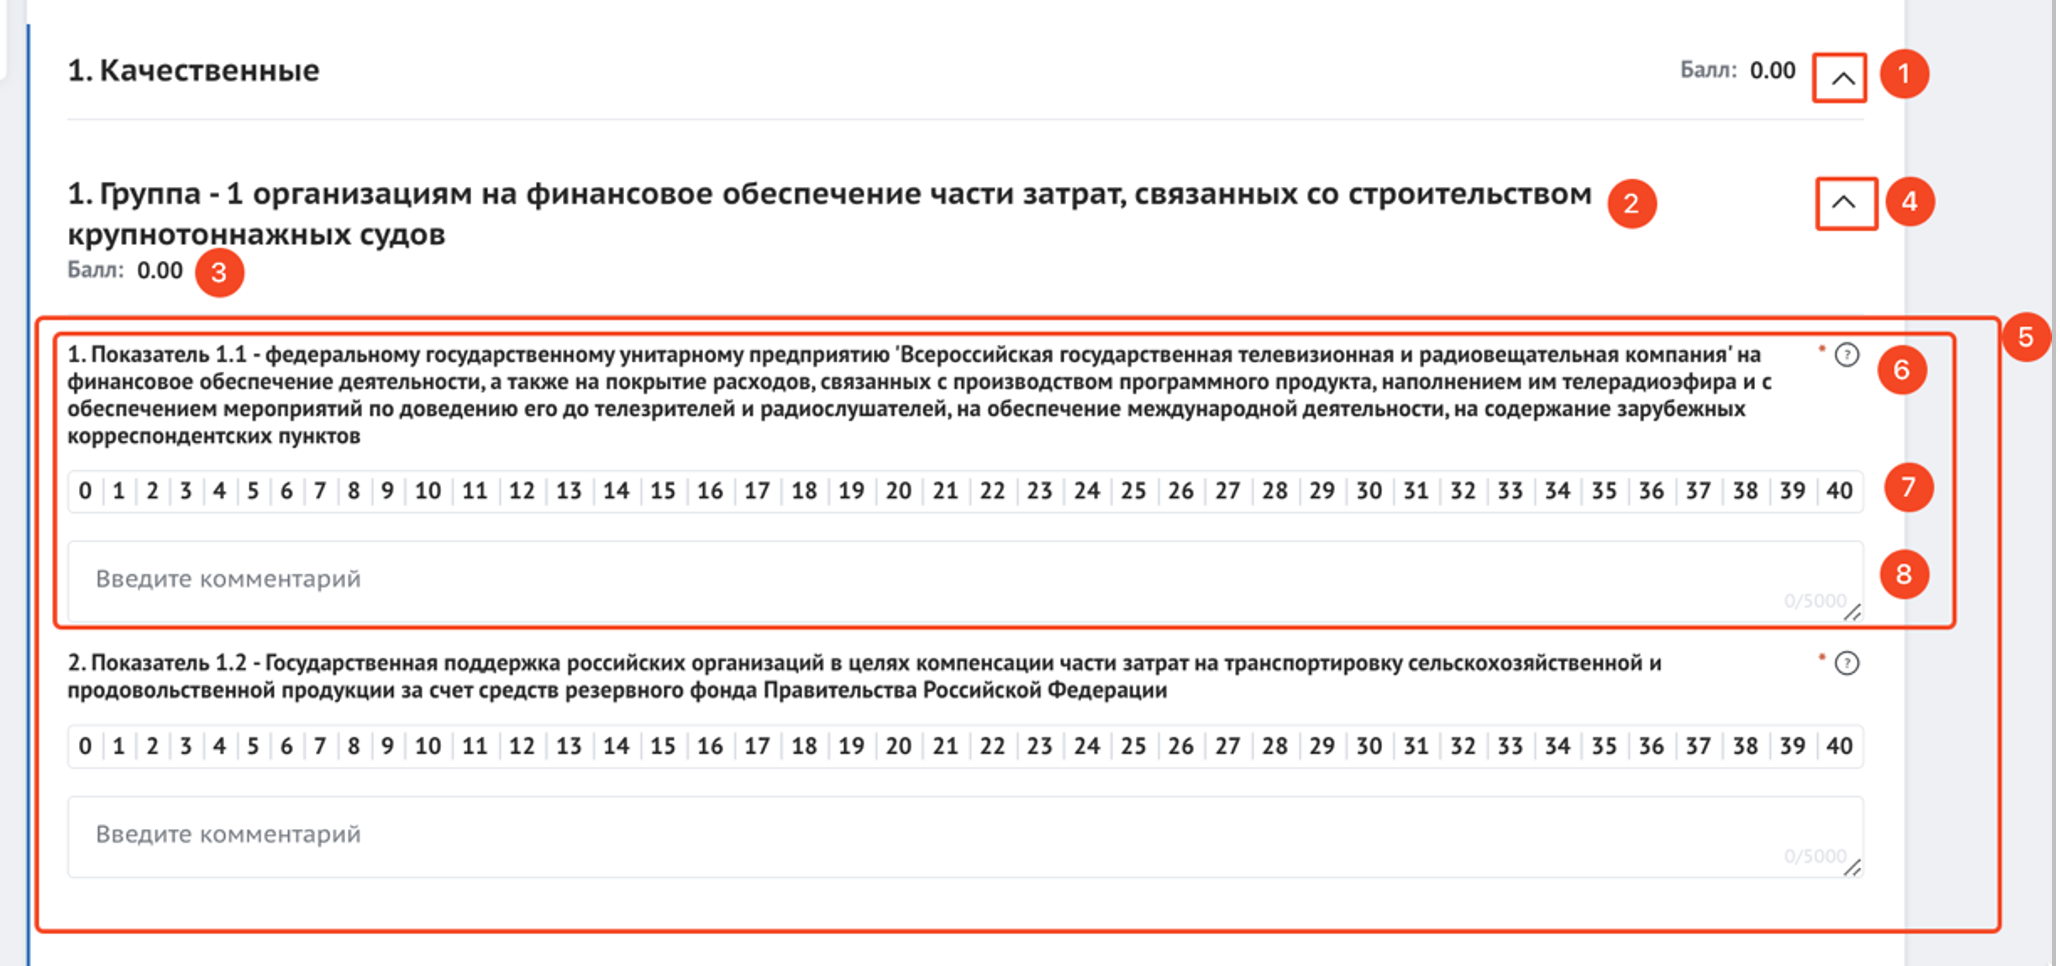 1. Качественные
Балл: 0.00
1
1. Группа - 1 организациям на финансовое обеспечение части затрат, связанных со строительством
2
4
крупнотоннажных судов
Балл: 0.00
3
5
1. Показатель 1.1 - федеральному государственному унитарному предприятию 'Всероссийская государственная телевизионная и радиовещательная компания' на
* ?
6
финансовое обеспечение деятельности, а также на покрытие расходов, связанных с производством программного продукта, наполнением им телерадиоэфира и с
обеспечением мероприятий по доведению его до телезрителей и радиослушателей, на обеспечение международной деятельности, на содержание зарубежных
корреспондентских пунктов
0 1 2 3 4 5 6 7 8 9 10 11 12 13 14 15 16 17 18 19 20 21 22 23 24 25 26 27 28 29 30 31 32 33 34 35 36 37 38 39 40
7
Введите комментарий
8
0/5000
2. Показатель 1.2 - Государственная поддержка российских организаций в целях компенсации части затрат на транспортировку сельскохозяйственной и
* ?
продовольственной продукции за счет средств резервного фонда Правительства Российской Федерации
0 1 2 3 4 5 6 7 8 9 10 11 12 13 14 15 16 17 18 19 20 21 22 23 24 25 26 27 28 29 30 31 32 33 34 35 36 37 38 39 40
Введите комментарий
0/5000